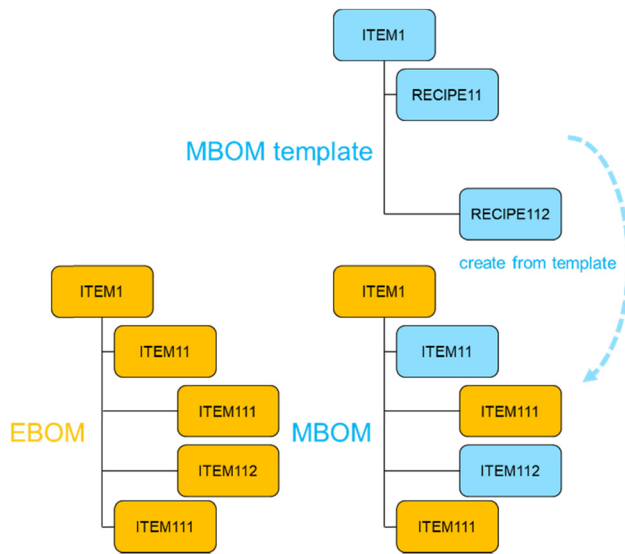 ITEM1
RECIPE11
MBOM template
RECIPE112
create from template
ITEM1
ITEM11
ITEM111
EBOM
ITEM112
ITEM111
ITEM1
ITEM11
ITEM111
MBOM
ITEM112
ITEM111